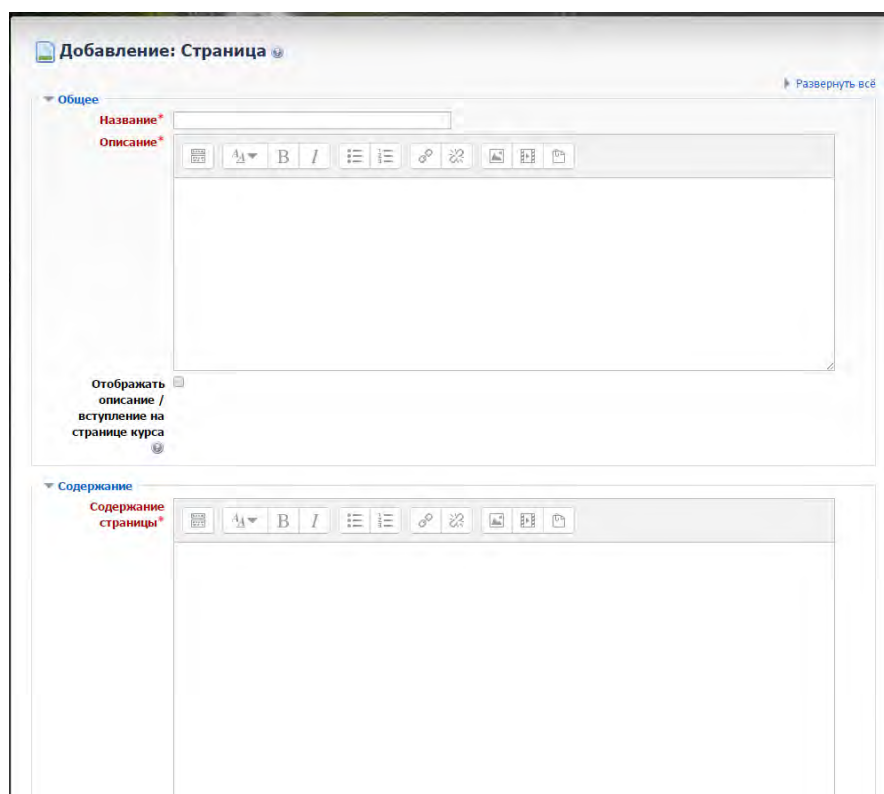 Добавление: Страница
Развернуть всё
Общее
Название*
Описание*
Отображать
описание /
вступление на
странице курса
Содержание
Содержание
страницы*